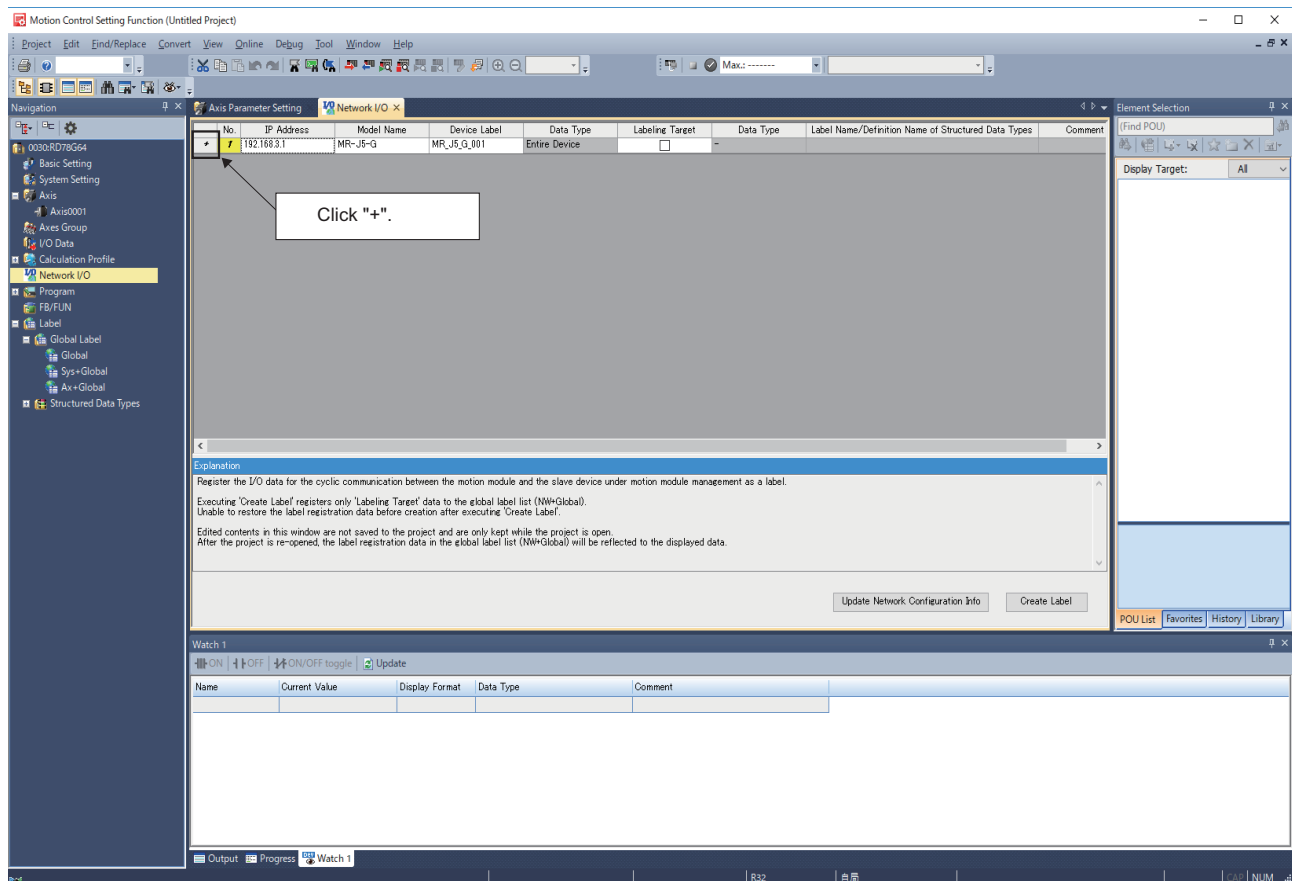 Motion Control Setting Function (Untitled Project)
Project Edit Find/Replace Convert View Online Debug Tool Window Help
Max.: -------
Navigation
Axis Parameter Setting Network I/O
Element Selection
0030:RD78G64
Basic Setting
System Setting
Axis
Axis0001
Axes Group
I/O Data
Calculation Profile
Network I/O
Program
FB/FUN
Label
Global Label
Global
Sys+Global
Ax+Global
Structured Data Types
No. IP Address Model Name Device Label Data Type Labeling Target Data Type Label Name/Definition Name of Structured Data Types Comment
+ 1 192.168.3.1 MR-J5-G MR_J5_G_001 Entire Device -
Click "+".
Explanation
Register the I/O data for the cyclic communication between the motion module and the slave device under motion module management as a label.
Executing 'Create Label' registers only 'Labeling Target' data to the global label list (NW+Global).
Unable to restore the label registration data before creation after executing 'Create Label'.
Edited contents in this window are not saved to the project and are only kept while the project is open.
After the project is re-opened, the label registration data in the global label list (NW+Global) will be reflected to the displayed data.
Update Network Configuration Info Create Label
(Find POU)
Display Target: All
POU List Favorites History Library
Watch 1
ON OFF ON/OFF toggle Update
Name Current Value Display Format Data Type Comment
Output Progress Watch 1
R32 自局 CAP NUM